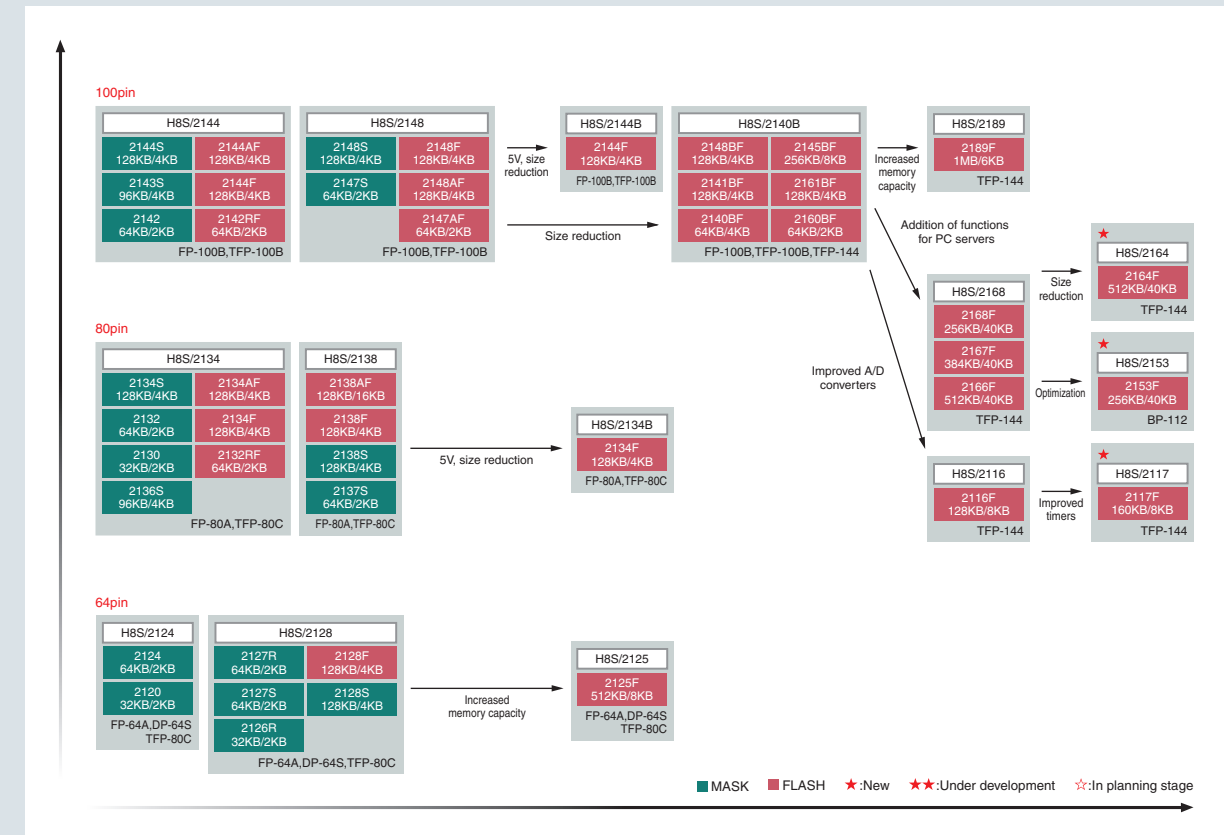 100pin
H8S/2144
2144S
128KB/4KB
2144AF
128KB/4KB
2143S
96KB/4KB
2144F
128KB/4KB
2142
64KB/2KB
2142RF
64KB/2KB
FP-100B,TFP-100B
H8S/2148
2148S
128KB/4KB
2148F
128KB/4KB
2147S
64KB/2KB
2148AF
128KB/4KB
2147AF
64KB/2KB
FP-100B,TFP-100B
5V, size
reduction
Size reduction
H8S/2144B
2144F
128KB/4KB
FP-100B,TFP-100B
H8S/2140B
2148BF
128KB/4KB
2145BF
256KB/8KB
2141BF
128KB/4KB
2161BF
128KB/4KB
2140BF
64KB/4KB
2160BF
64KB/2KB
FP-100B,TFP-100B,TFP-144
Increased
memory
capacity
H8S/2189
2189F
1MB/6KB
TFP-144
Addition of functions
for PC servers
H8S/2168
2168F
256KB/40KB
2167F
384KB/40KB
2166F
512KB/40KB
TFP-144
Size
reduction
★
H8S/2164
2164F
512KB/40KB
TFP-144
Optimization
★
H8S/2153
2153F
256KB/40KB
BP-112
Improved A/D
converters
H8S/2116
2116F
128KB/8KB
TFP-144
Improved
timers
★
H8S/2117
2117F
160KB/8KB
TFP-144
80pin
H8S/2134
2134S
128KB/4KB
2134AF
128KB/4KB
2132
64KB/2KB
2134F
128KB/4KB
2130
32KB/2KB
2132RF
64KB/2KB
2136S
96KB/4KB
FP-80A,TFP-80C
H8S/2138
2138AF
128KB/16KB
2138F
128KB/4KB
2138S
128KB/4KB
2137S
64KB/2KB
FP-80A,TFP-80C
5V, size reduction
H8S/2134B
2134F
128KB/4KB
FP-80A,TFP-80C
64pin
H8S/2124
2124
64KB/2KB
2120
32KB/2KB
FP-64A,DP-64S
TFP-80C
H8S/2128
2127R
64KB/2KB
2128F
128KB/4KB
2127S
64KB/2KB
2128S
128KB/4KB
2126R
32KB/2KB
FP-64A,DP-64S,TFP-80C
Increased
memory capacity
H8S/2125
2125F
512KB/8KB
FP-64A,DP-64S
TFP-80C
MASK FLASH ★:New ★★:Under development ☆:In planning stage